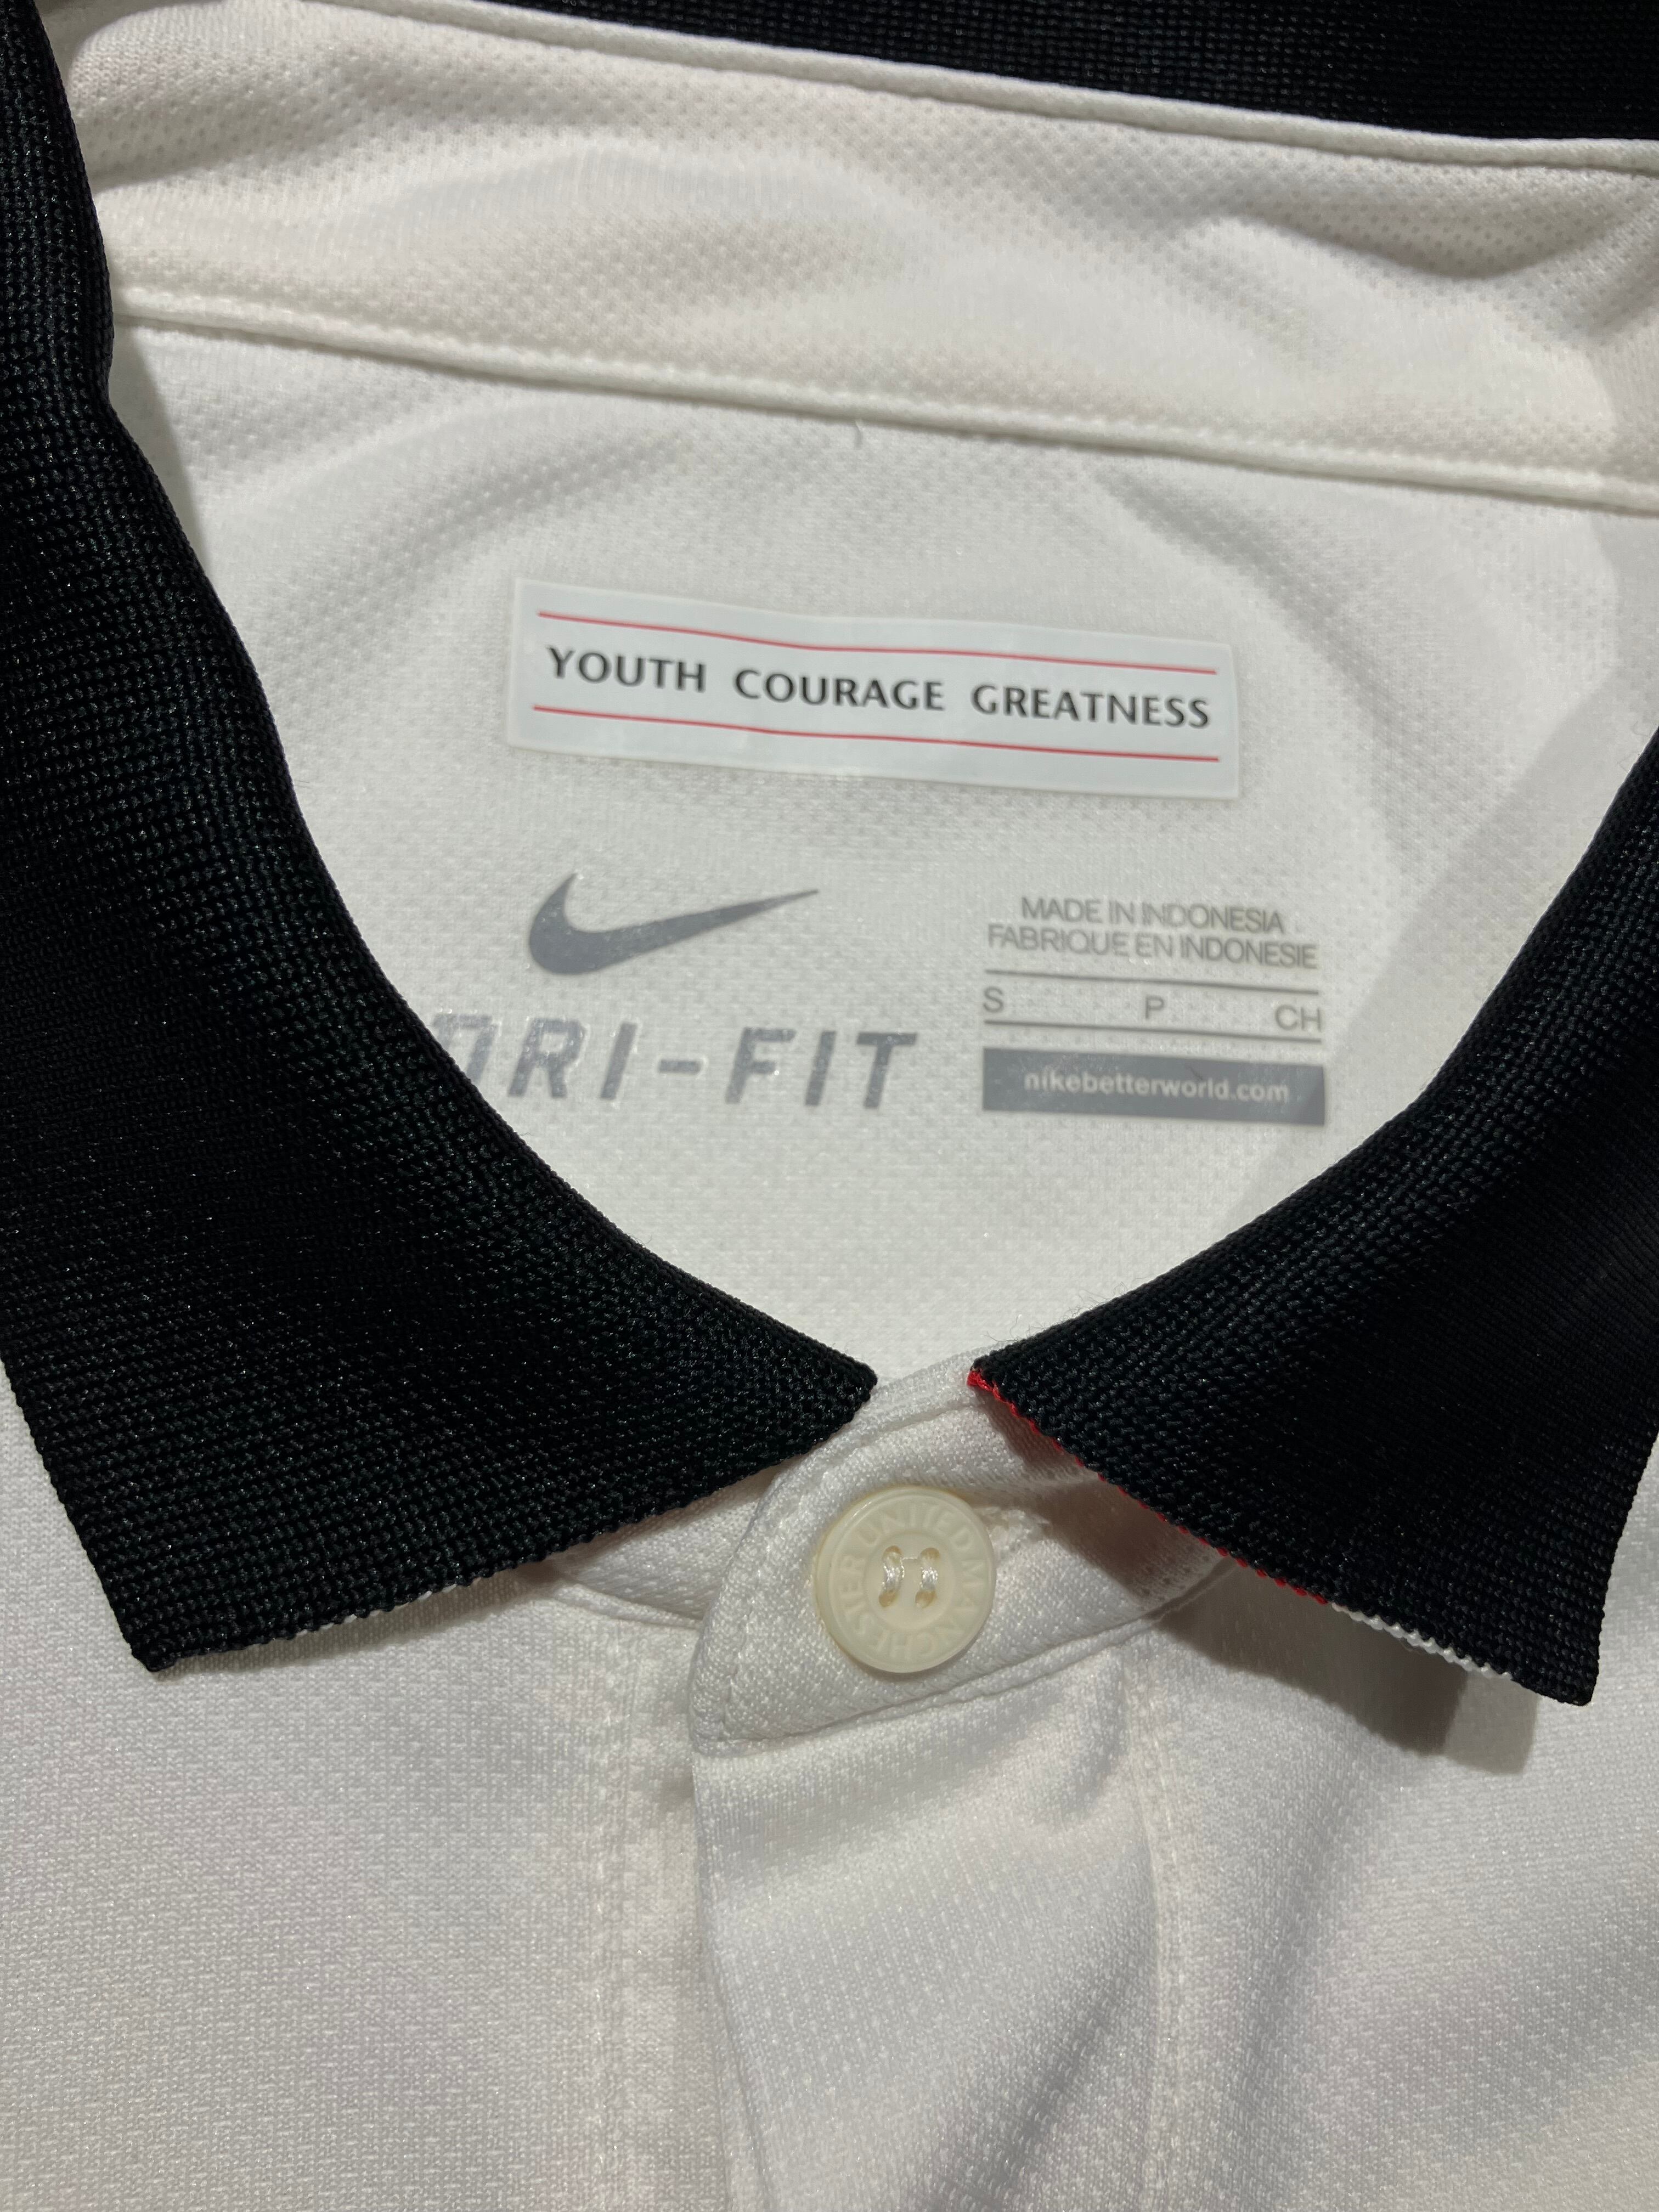 YOUTH COURAGE GREATNESS
DRI-FIT
MADE IN INDONESIA
FABRIQUE EN INDONESIE
S P CH
nikebetterworld.com
MANCHESTER UNITED